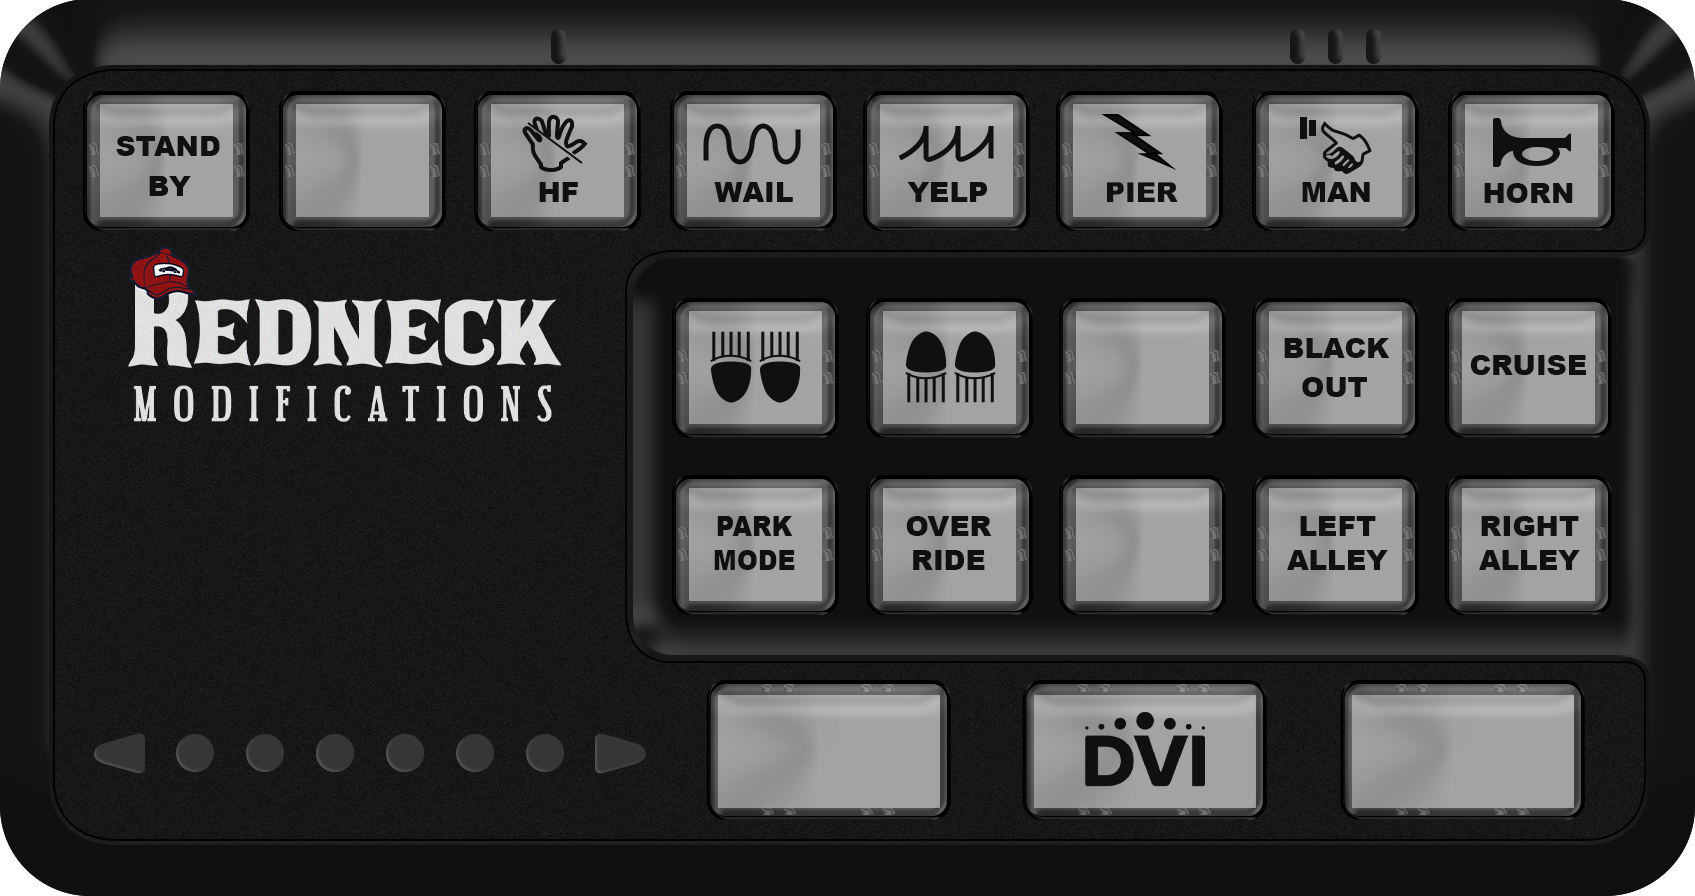 STAND
BY
HF
WAIL
YELP
PIER
MAN
HORN
REDNECK
MODIFICATIONS
BLACK
OUT
CRUISE
PARK
MODE
OVER
RIDE
LEFT
ALLEY
RIGHT
ALLEY
DVI